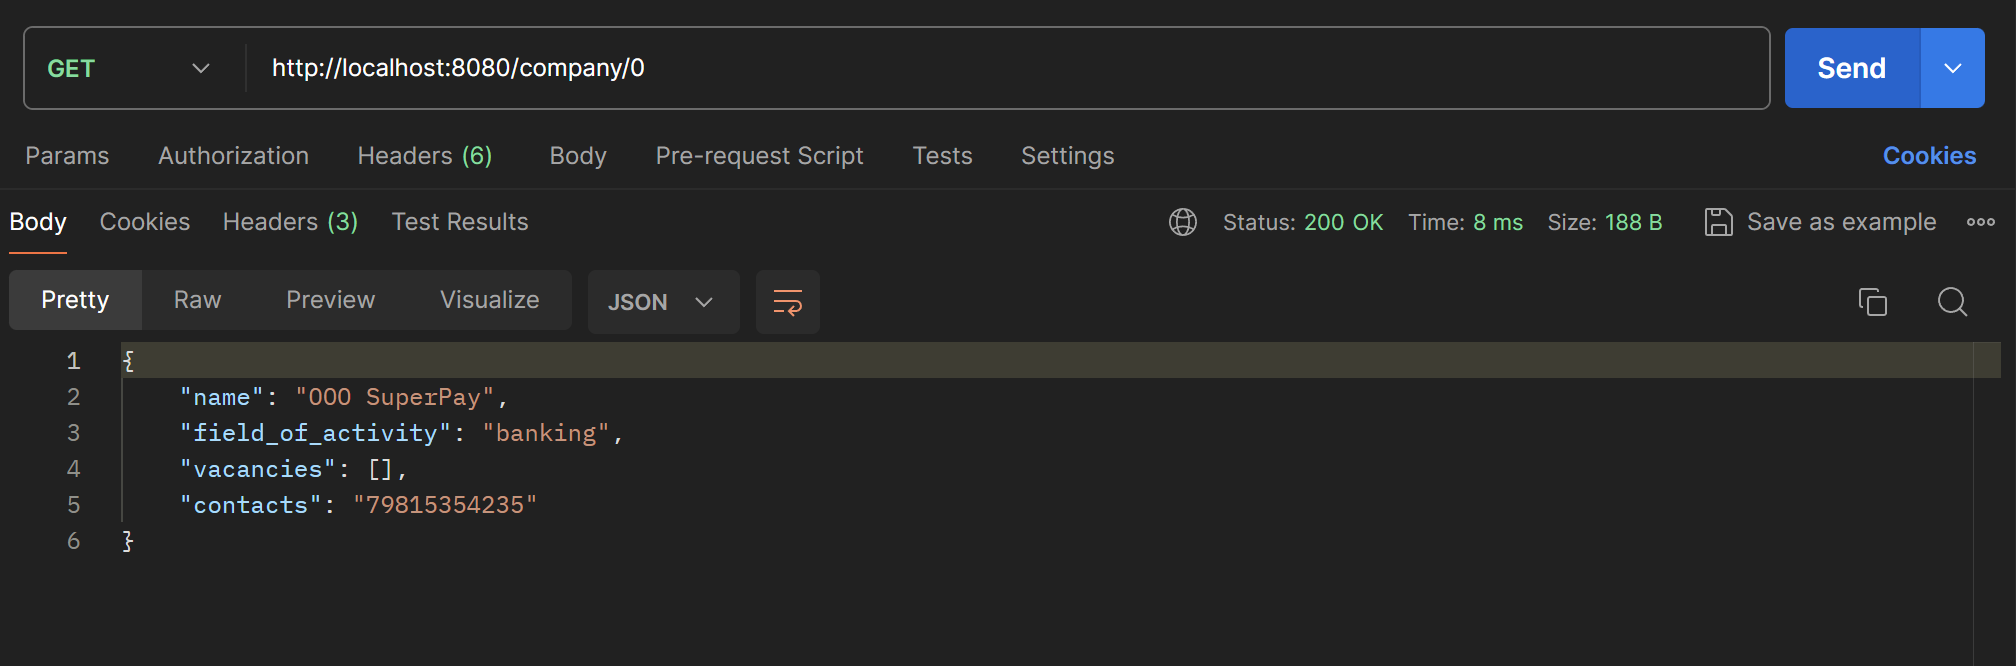 GET http://localhost:8080/company/0 Send
Params Authorization Headers (6) Body Pre-request Script Tests Settings Cookies
Body Cookies Headers (3) Test Results Status: 200 OK Time: 8 ms Size: 188 B Save as example
Pretty Raw Preview Visualize JSON
1 {
2 "name": "OOO SuperPay",
3 "field_of_activity": "banking",
4 "vacancies": [],
5 "contacts": "79815354235"
6 }